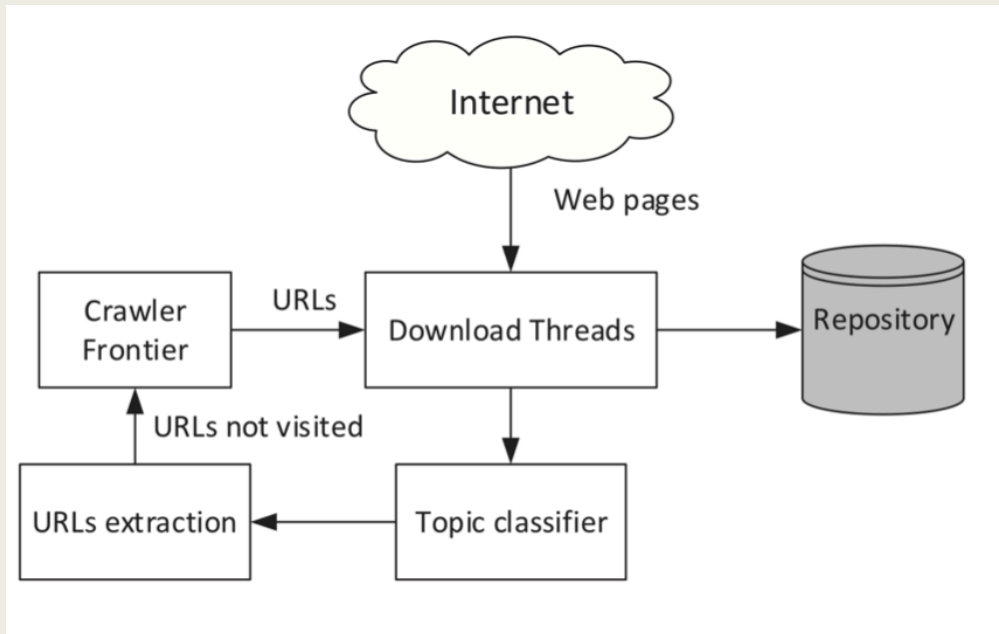 Internet
Web pages
Crawler
Frontier
URLs
Download Threads
Repository
URLs not visited
URLs extraction
Topic classifier